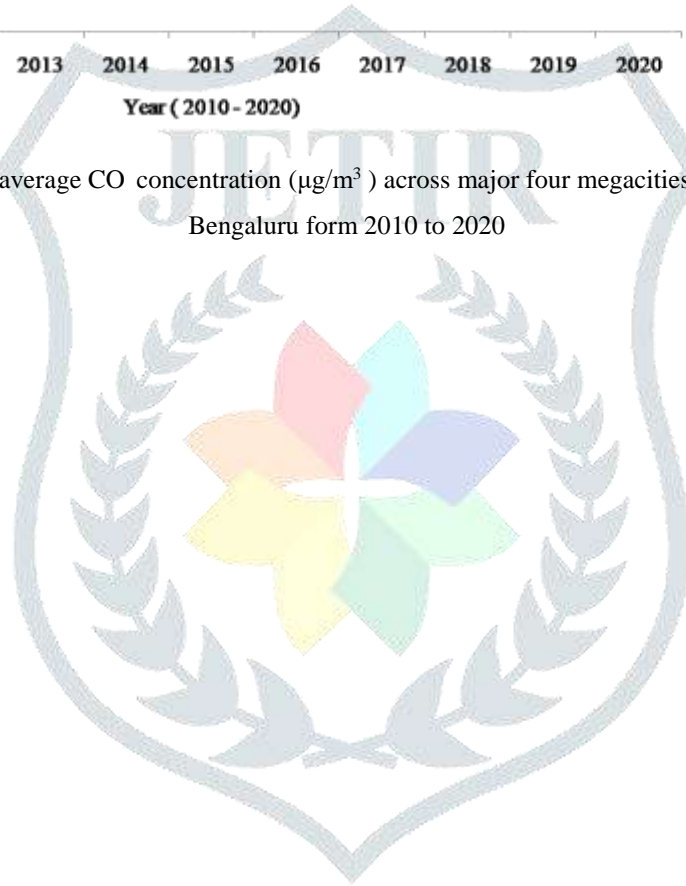 2013 2014 2015 2016 2017 2018 2019 2020
Year ( 2010 - 2020)
JETIR
average CO concentration (µg/m³ ) across major four megacities
Bengaluru form 2010 to 2020